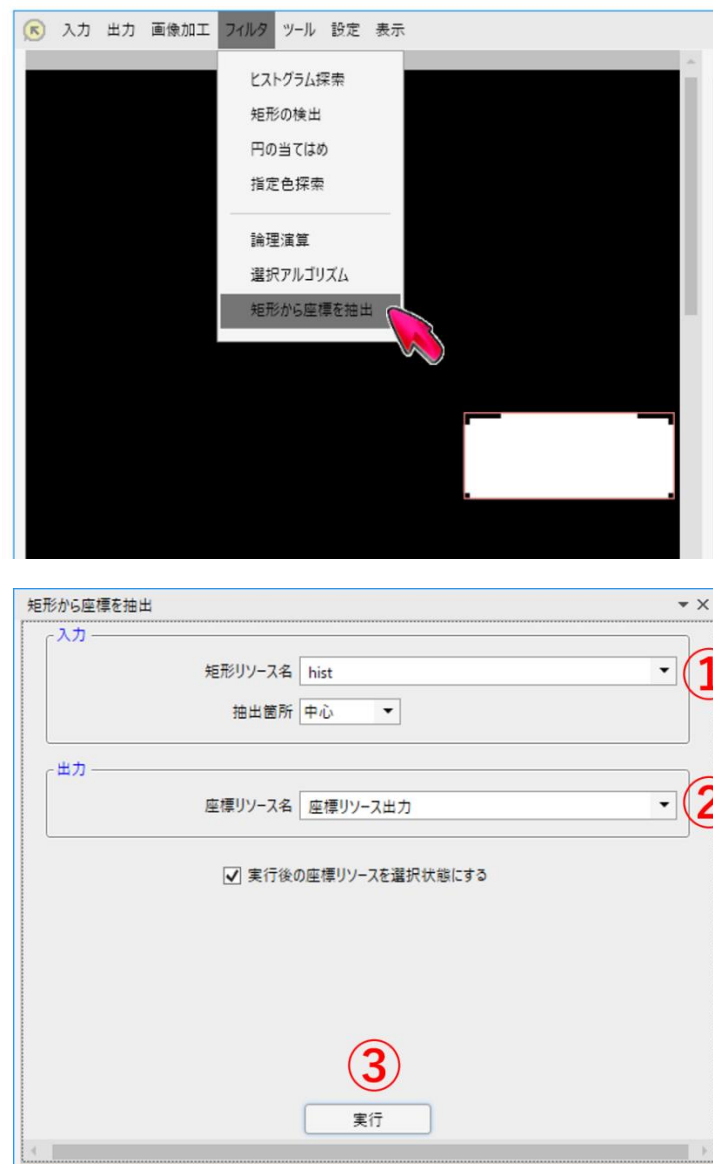 入力 出力 画像加工 フィルタ ツール 設定 表示
ヒストグラム探索
矩形の検出
円の当てはめ
指定色探索
論理演算
選択アルゴリズム
矩形から座標を抽出
矩形から座標を抽出
入力
矩形リソース名 hist
①
抽出箇所 中心
出力
座標リソース名 座標リソース出力
②
実行後の座標リソースを選択状態にする
③
実行